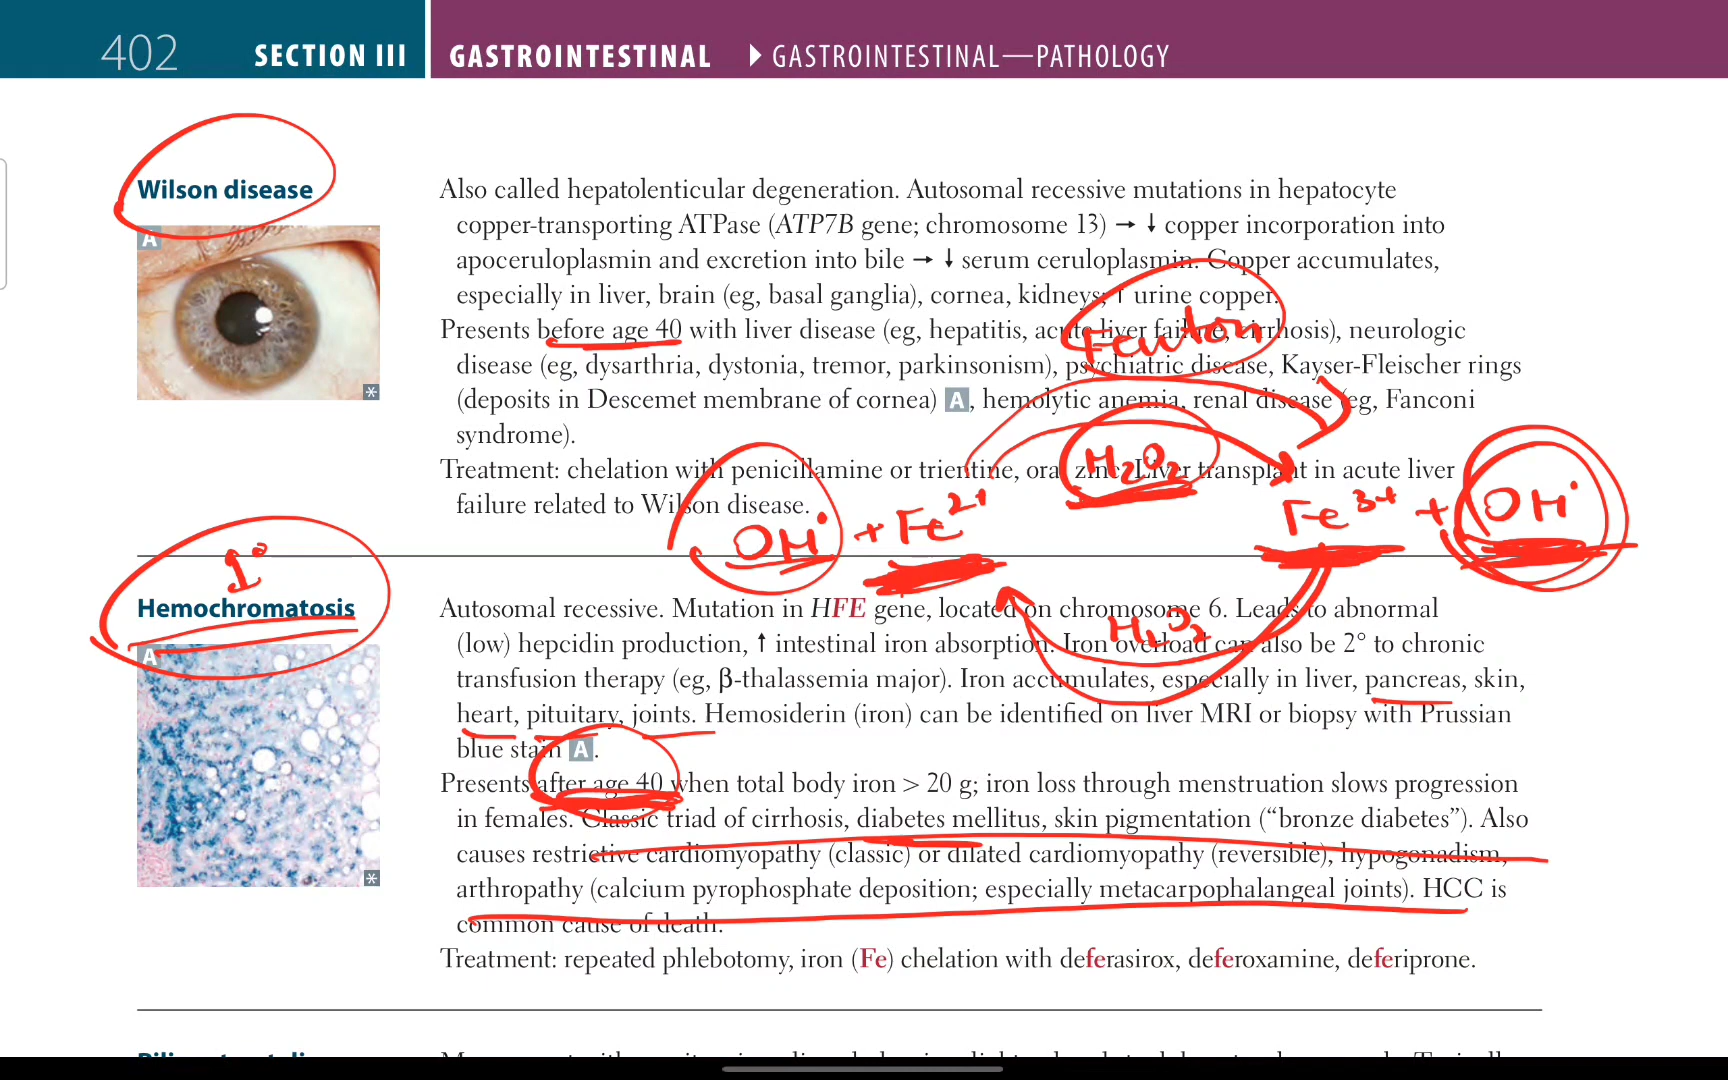 402 SECTION III GASTROINTESTINAL ▶ GASTROINTESTINAL—PATHOLOGY
Wilson disease
A
Also called hepatolenticular degeneration. Autosomal recessive mutations in hepatocyte
copper-transporting ATPase (ATP7B gene; chromosome 13) → ↓ copper incorporation into
apoceruloplasmin and excretion into bile → ↓ serum ceruloplasmin. Copper accumulates,
especially in liver, brain (eg, basal ganglia), cornea, kidneys; ↑ urine copper.
Presents before age 40 with liver disease (eg, hepatitis, acute liver failure, cirrhosis), neurologic
disease (eg, dysarthria, dystonia, tremor, parkinsonism), psychiatric disease, Kayser-Fleischer rings
(deposits in Descemet membrane of cornea) A, hemolytic anemia, renal disease (eg, Fanconi
syndrome).
Treatment: chelation with penicillamine or trientine, oral zinc. Liver transplant in acute liver
failure related to Wilson disease.
Fenton
H2O2
OH• + Fe2+
Fe3+ + OH•
H2O2
1°
Hemochromatosis
A
Autosomal recessive. Mutation in HFE gene, located on chromosome 6. Leads to abnormal
(low) hepcidin production, ↑ intestinal iron absorption. Iron overload can also be 2° to chronic
transfusion therapy (eg, β-thalassemia major). Iron accumulates, especially in liver, pancreas, skin,
heart, pituitary, joints. Hemosiderin (iron) can be identified on liver MRI or biopsy with Prussian
blue stain A.
Presents after age 40 when total body iron > 20 g; iron loss through menstruation slows progression
in females. Classic triad of cirrhosis, diabetes mellitus, skin pigmentation (“bronze diabetes”). Also
causes restrictive cardiomyopathy (classic) or dilated cardiomyopathy (reversible), hypogonadism,
arthropathy (calcium pyrophosphate deposition; especially metacarpophalangeal joints). HCC is
common cause of death.
Treatment: repeated phlebotomy, iron (Fe) chelation with deferasirox, deferoxamine, deferiprone.